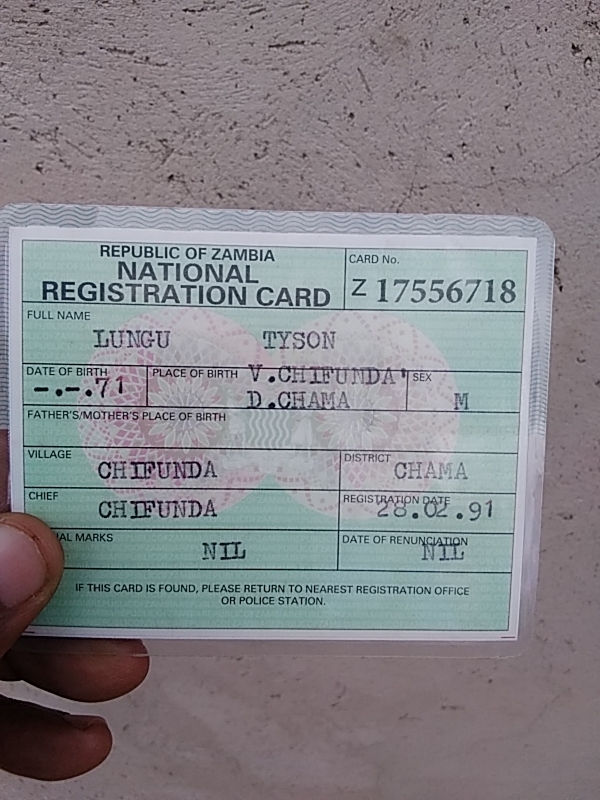 REPUBLIC OF ZAMBIA
NATIONAL
REGISTRATION CARD
CARD No.
Z 17556718
FULL NAME
LUNGU TYSON
DATE OF BIRTH
-.-.71
PLACE OF BIRTH V.CHIFUNDA'
D.CHAMA
SEX
M
FATHER'S/MOTHER'S PLACE OF BIRTH
VILLAGE
CHIFUNDA
DISTRICT
CHAMA
CHIEF
CHIFUNDA
REGISTRATION DATE
28.02.91
MARKS
NIL
DATE OF RENUNCIATION
NIL
IF THIS CARD IS FOUND, PLEASE RETURN TO NEAREST REGISTRATION OFFICE
OR POLICE STATION.